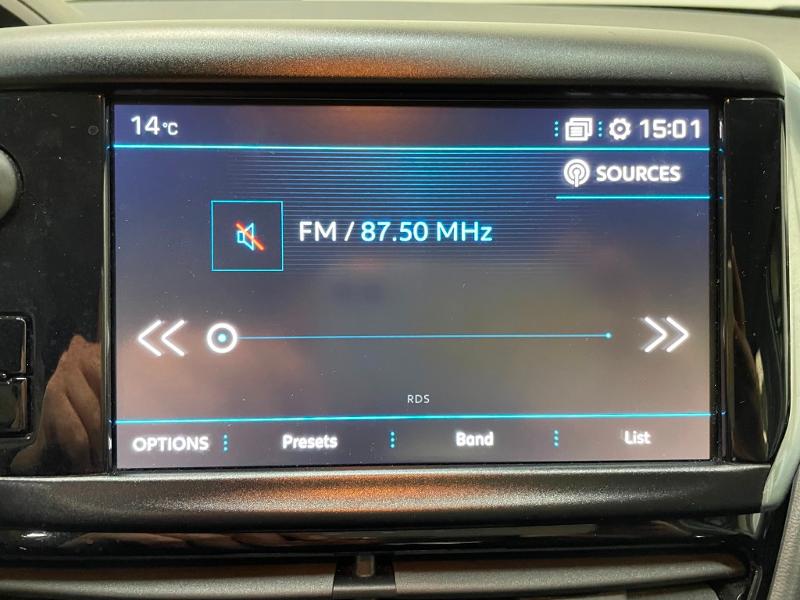 14°C
15:01
SOURCES
FM / 87.50 MHz
RDS
OPTIONS Presets Band List